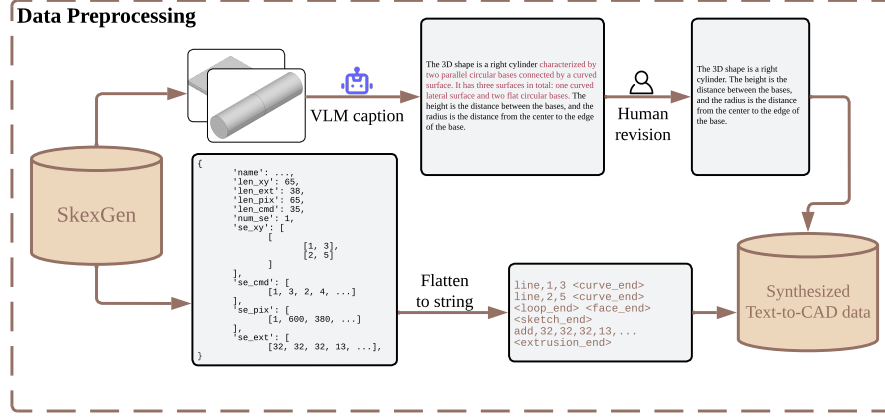 Data Preprocessing
SkexGen
VLM caption
The 3D shape is a right cylinder characterized by
two parallel circular bases connected by a curved
surface. It has three surfaces in total: one curved
lateral surface and two flat circular bases. The
height is the distance between the bases, and the
radius is the distance from the center to the edge
of the base.
Human
revision
The 3D shape is a right
cylinder. The height is the
distance between the bases,
and the radius is the distance
from the center to the edge of
the base.
{
'name': ...,
'len_xy': 65,
'len_ext': 38,
'len_pix': 65,
'len_cmd': 35,
'num_se': 1,
'se_xy': [
[
[1, 3],
[2, 5]
]
],
'se_cmd': [
[1, 3, 2, 4, ...]
],
'se_pix': [
[1, 600, 380, ...]
],
'se_ext': [
[32, 32, 32, 13, ...],
}
Flatten
to string
line,1,3 <curve_end>
line,2,5 <curve_end>
<loop_end> <face_end>
<sketch_end>
add,32,32,32,13,...
<extrusion_end>
Synthesized
Text-to-CAD data